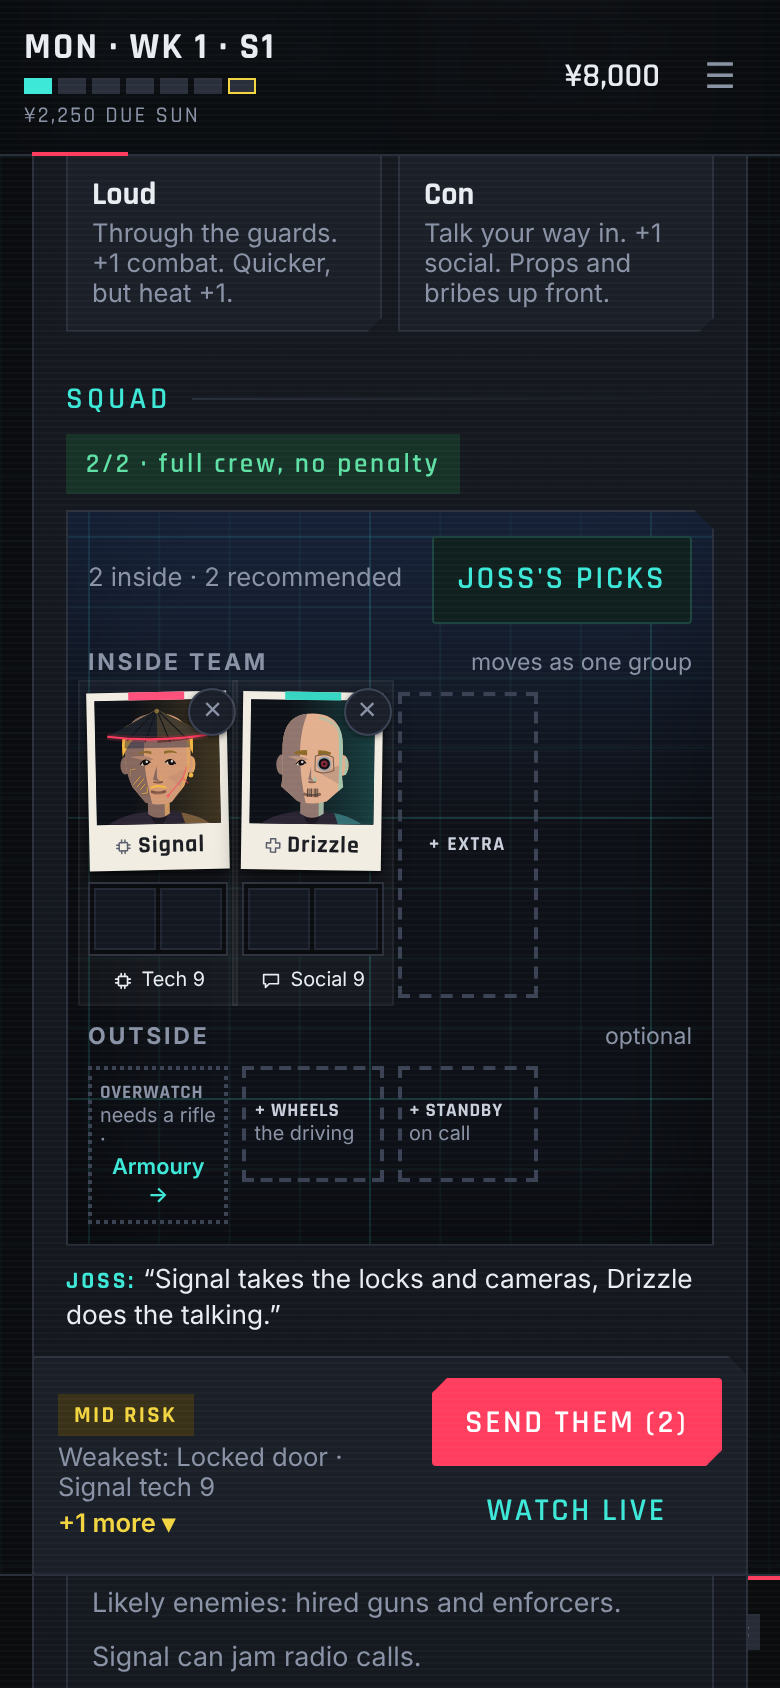 MON · WK 1 · S1
¥2,250 DUE SUN
¥8,000
Loud
Through the guards.
+1 combat. Quicker,
but heat +1.
Con
Talk your way in. +1
social. Props and
bribes up front.
SQUAD
2/2 · full crew, no penalty
2 inside · 2 recommended
JOSS'S PICKS
INSIDE TEAM
moves as one group
Signal
Drizzle
+ EXTRA
Tech 9
Social 9
OUTSIDE
optional
OVERWATCH
needs a rifle
·
Armoury
→
+ WHEELS
the driving
+ STANDBY
on call
JOSS: “Signal takes the locks and cameras, Drizzle
does the talking.”
MID RISK
Weakest: Locked door ·
Signal tech 9
+1 more ▾
SEND THEM (2)
WATCH LIVE
Likely enemies: hired guns and enforcers.
Signal can jam radio calls.